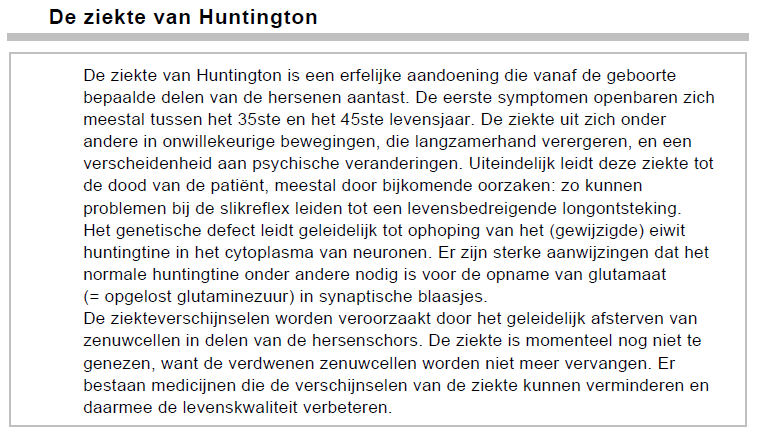 De ziekte van Huntington
De ziekte van Huntington is een erfelijke aandoening die vanaf de geboorte
bepaalde delen van de hersenen aantast. De eerste symptomen openbaren zich
meestal tussen het 35ste en het 45ste levensjaar. De ziekte uit zich onder
andere in onwillekeurige bewegingen, die langzamerhand verergeren, en een
verscheidenheid aan psychische veranderingen. Uiteindelijk leidt deze ziekte tot
de dood van de patiënt, meestal door bijkomende oorzaken: zo kunnen
problemen bij de slikreflex leiden tot een levensbedreigende longontsteking.
Het genetische defect leidt geleidelijk tot ophoping van het (gewijzigde) eiwit
huntingtine in het cytoplasma van neuronen. Er zijn sterke aanwijzingen dat het
normale huntingtine onder andere nodig is voor de opname van glutamaat
(= opgelost glutaminezuur) in synaptische blaasjes.
De ziekteverschijnselen worden veroorzaakt door het geleidelijk afsterven van
zenuwcellen in delen van de hersenschors. De ziekte is momenteel nog niet te
genezen, want de verdwenen zenuwcellen worden niet meer vervangen. Er
bestaan medicijnen die de verschijnselen van de ziekte kunnen verminderen en
daarmee de levenskwaliteit verbeteren.